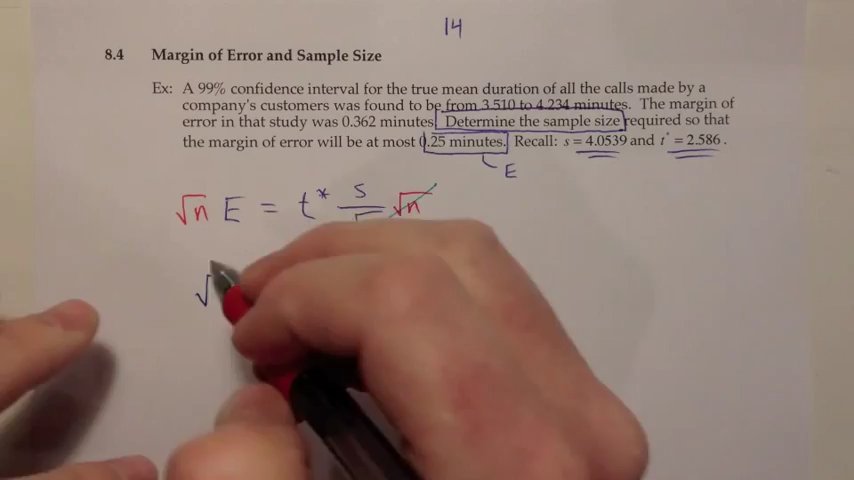 14
8.4 Margin of Error and Sample Size
Ex: A 99% confidence interval for the true mean duration of all the calls made by a
company's customers was found to be from 3.510 to 4.234 minutes. The margin of
error in that study was 0.362 minutes. Determine the sample size required so that
the margin of error will be at most 0.25 minutes. Recall: s = 4.0539 and t* = 2.586.
E
√n E = t* s/√ √n
√